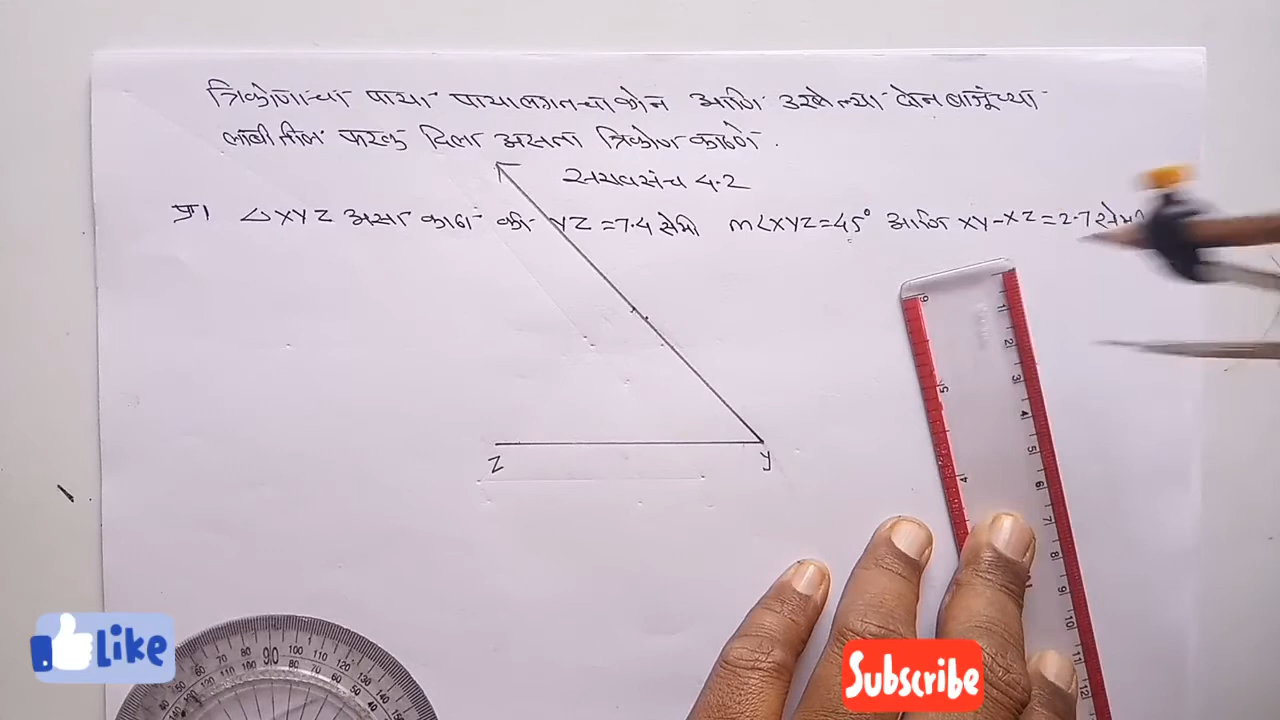 त्रिकोणाचा पाया पायालगतचा कोन आणि उरलेल्या दोन बाजूंच्या
लांबीतील फरक दिला असता त्रिकोण काढणे.
सरावसंच 4.2
प्र1 △XYZ असा काढा की YZ = 7.4 सेमी m∠XYZ=45° आणि XY-XZ=2.7 सेमी
Z
Y
Like
Subscribe